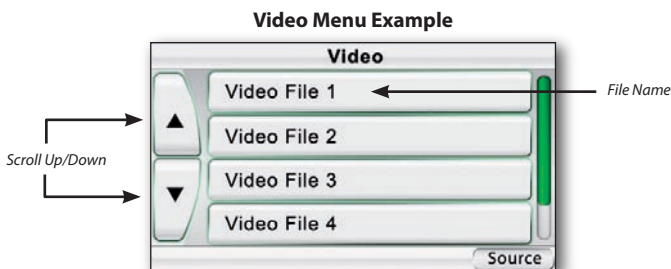 Video Menu Example
Video
Video File 1
File Name
Video File 2
Scroll Up/Down
Video File 3
Video File 4
Source